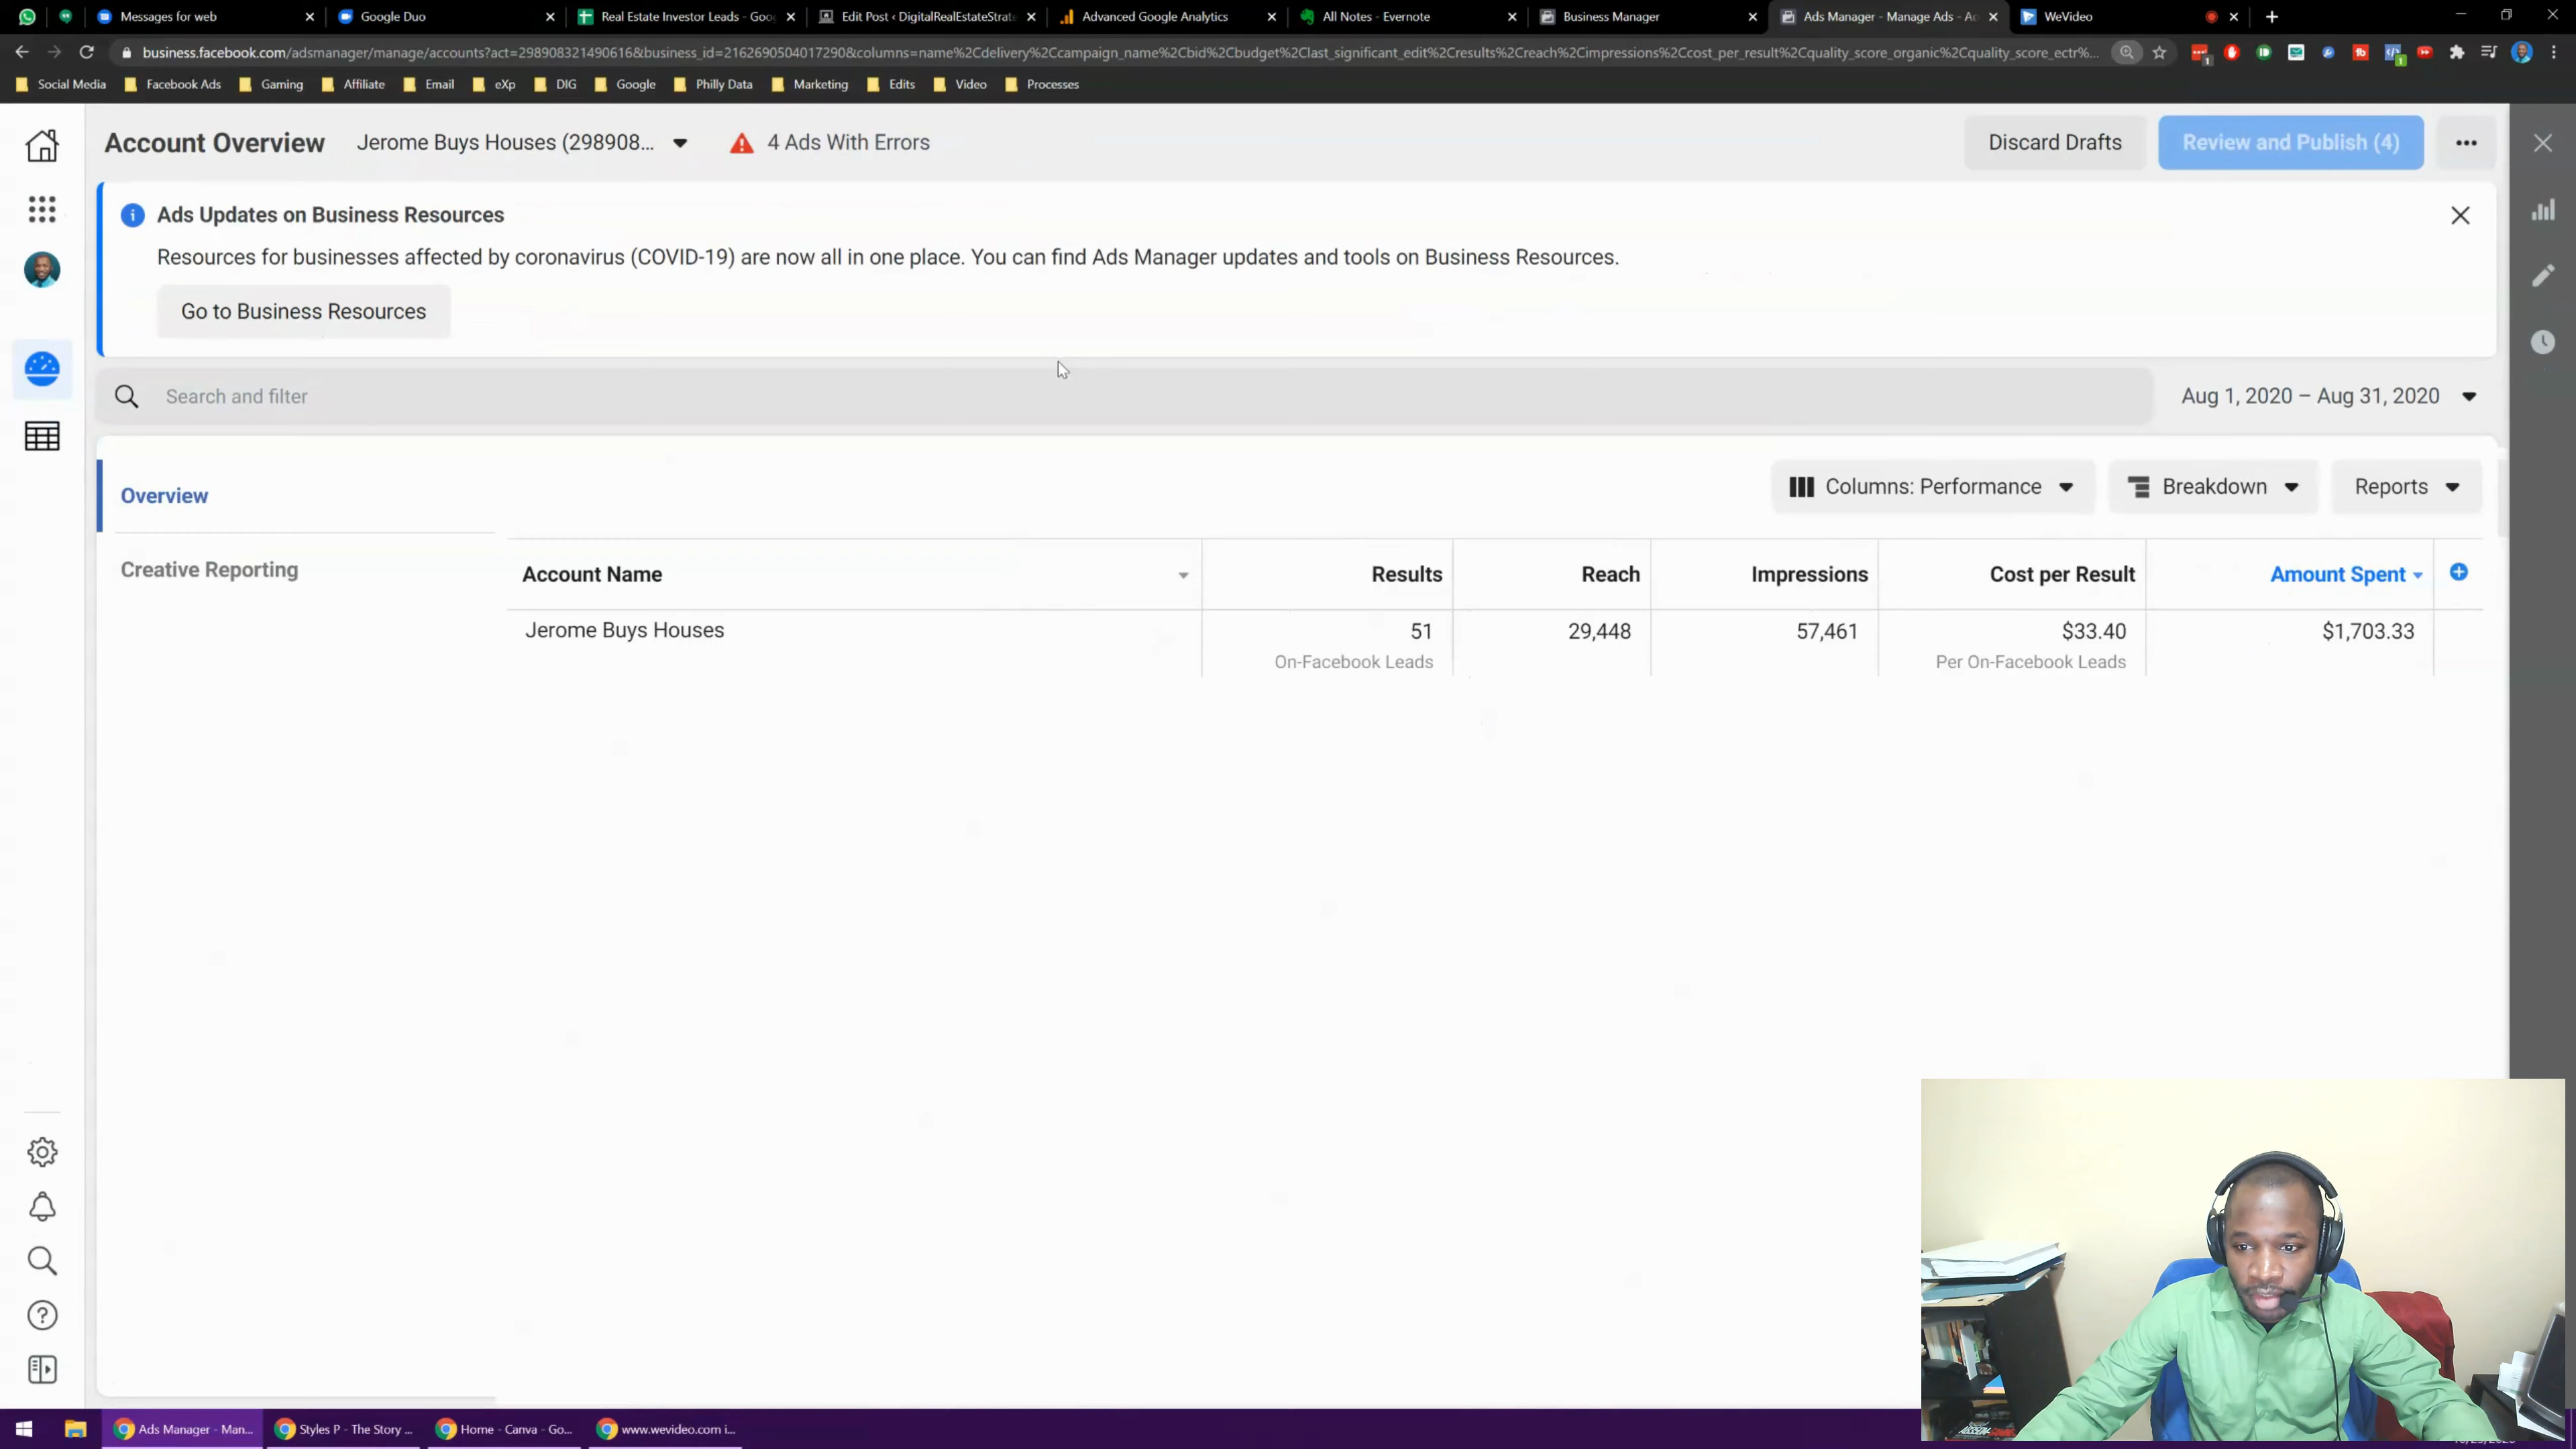 Messages for web
Google Duo
Real Estate Investor Leads - Goo
Edit Post ‹ DigitalRealEstateStrate
Advanced Google Analytics
All Notes - Evernote
Business Manager
Ads Manager - Manage Ads - Ac
WeVideo
business.facebook.com/adsmanager/manage/accounts?act=298908321490616&business_id=2162690504017290&columns=name%2Cdelivery%2Ccampaign_name%2Cbid%2Cbudget%2Clast_significant_edit%2Cresults%2Creach%2Cimpressions%2Ccost_per_result%2Cquality_score_organic%2Cquality_score_ectr%...
Social Media
Facebook Ads
Gaming
Affiliate
Email
eXp
DIG
Google
Philly Data
Marketing
Edits
Video
Processes
Account Overview
Jerome Buys Houses (298908...
4 Ads With Errors
Discard Drafts
Review and Publish (4)
Ads Updates on Business Resources
Resources for businesses affected by coronavirus (COVID-19) are now all in one place. You can find Ads Manager updates and tools on Business Resources.
Go to Business Resources
Search and filter
Aug 1, 2020 – Aug 31, 2020
Overview
Columns: Performance
Breakdown
Reports
Creative Reporting
Account Name
Results
Reach
Impressions
Cost per Result
Amount Spent
Jerome Buys Houses
51
29,448
57,461
$33.40
$1,703.33
On-Facebook Leads
Per On-Facebook Leads
Ads Manager - Man...
Styles P - The Story ...
Home - Canva - Go...
www.wevideo.com i...